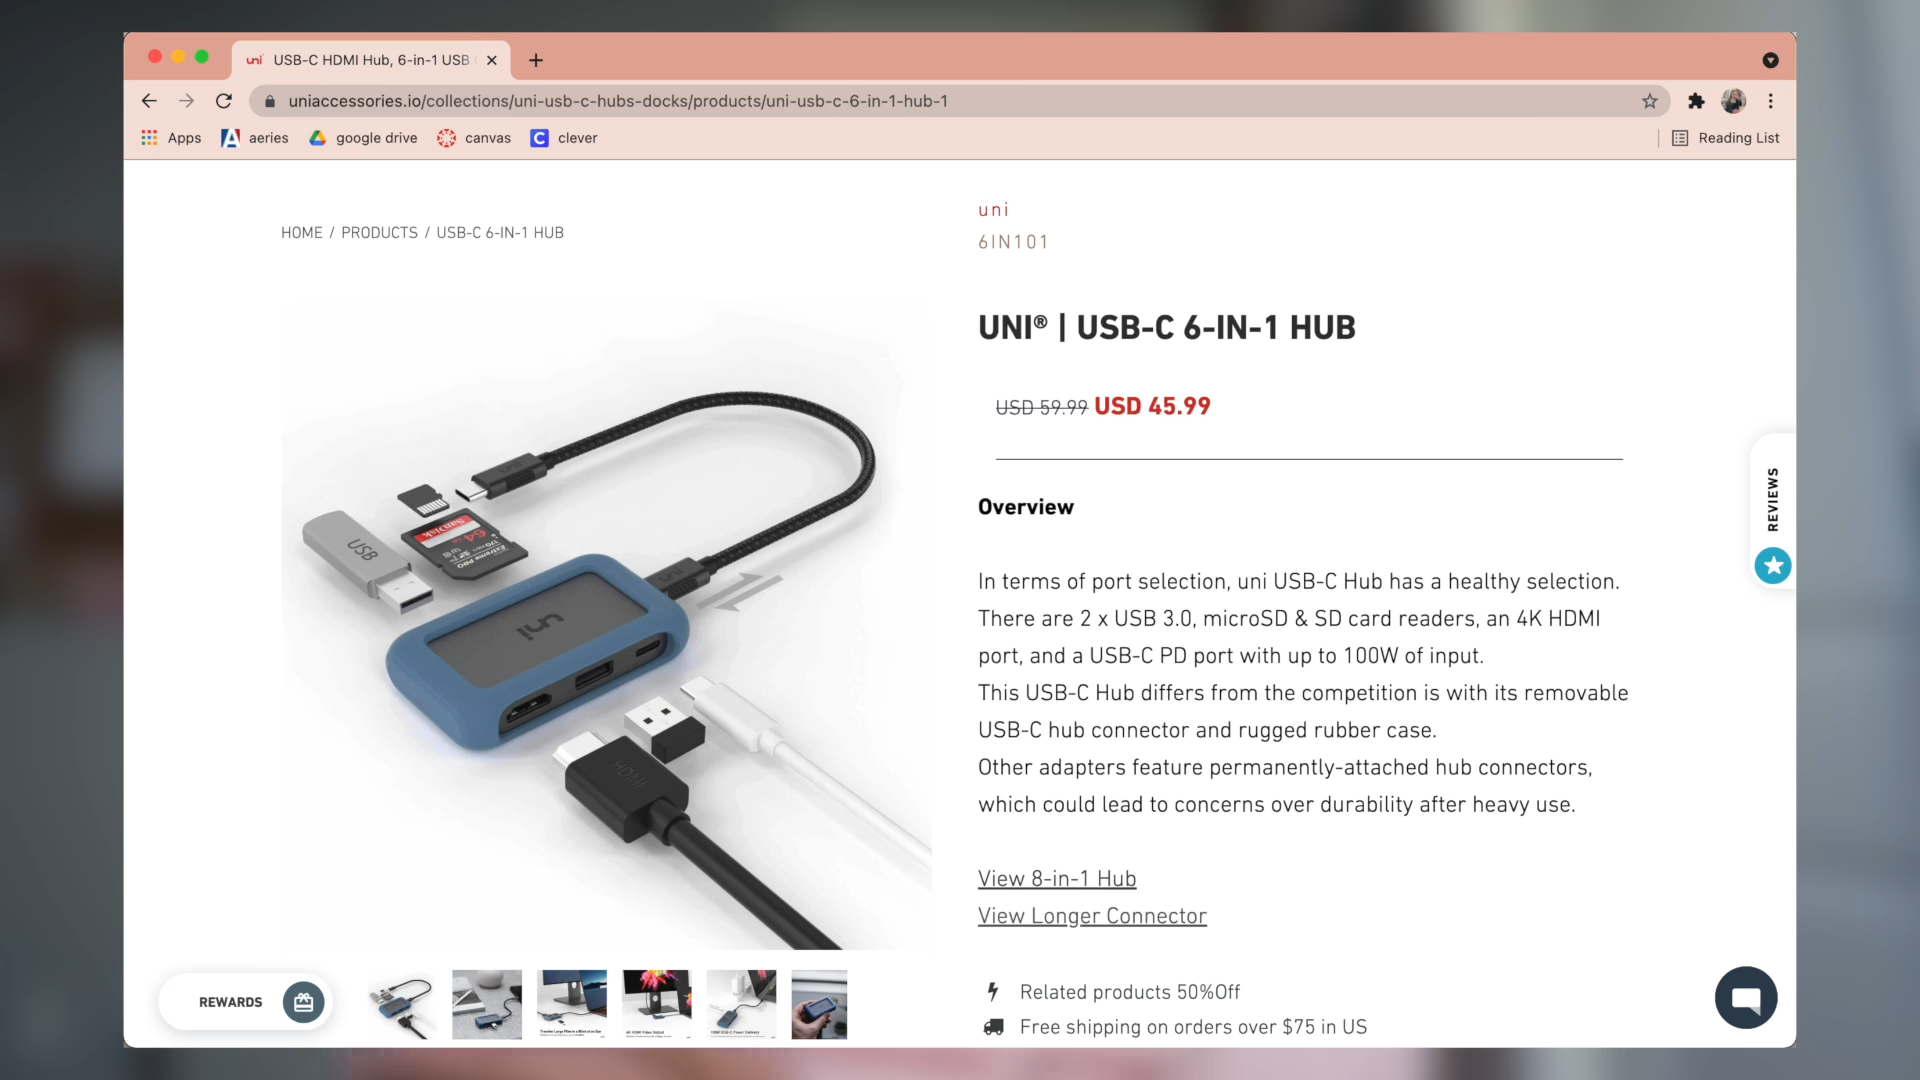 uni
USB-C HDMI Hub, 6-in-1 USB
uniaccessories.io/collections/uni-usb-c-hubs-docks/products/uni-usb-c-6-in-1-hub-1
Apps
aeries
google drive
canvas
C
clever
Reading List
HOME / PRODUCTS / USB-C 6-IN-1 HUB
uni
6IN101
UNI® | USB-C 6-IN-1 HUB
USD 59.99 USD 45.99
Overview
In terms of port selection, uni USB-C Hub has a healthy selection.
There are 2 x USB 3.0, microSD & SD card readers, an 4K HDMI
port, and a USB-C PD port with up to 100W of input.
This USB-C Hub differs from the competition is with its removable
USB-C hub connector and rugged rubber case.
Other adapters feature permanently-attached hub connectors,
which could lead to concerns over durability after heavy use.
View 8-in-1 Hub
View Longer Connector
Related products 50%Off
Free shipping on orders over $75 in US
REVIEWS
uni
USB
SanDisk
64
Extreme PRO
uni
uni
HDMI
REWARDS